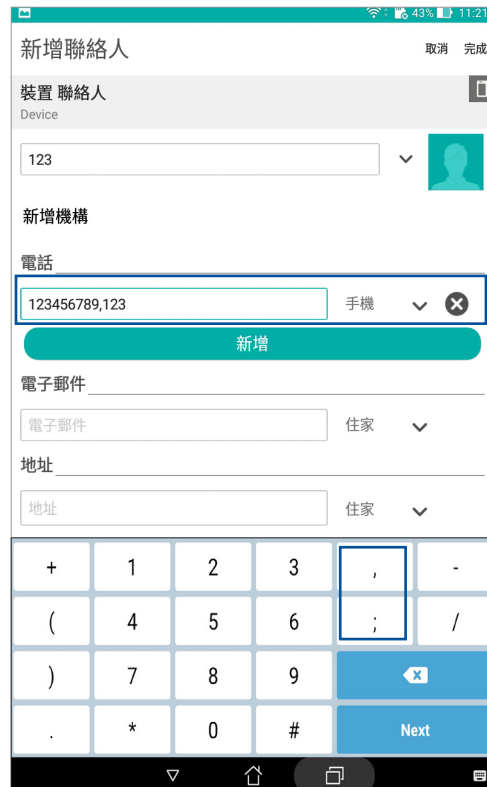 43% 11:21
新增聯絡人 取消 完成
裝置 聯絡人
Device
123
新增機構
電話
123456789,123 手機
新增
電子郵件
電子郵件 住家
地址
地址 住家
+ 1 2 3 , -
( 4 5 6 ; /
) 7 8 9
. * 0 # Next